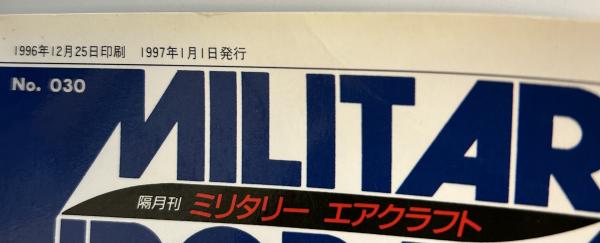 1996年12月25日印刷 1997年1月1日発行
No. 030
MILITAR
隔月刊 ミリタリー エアクラフト